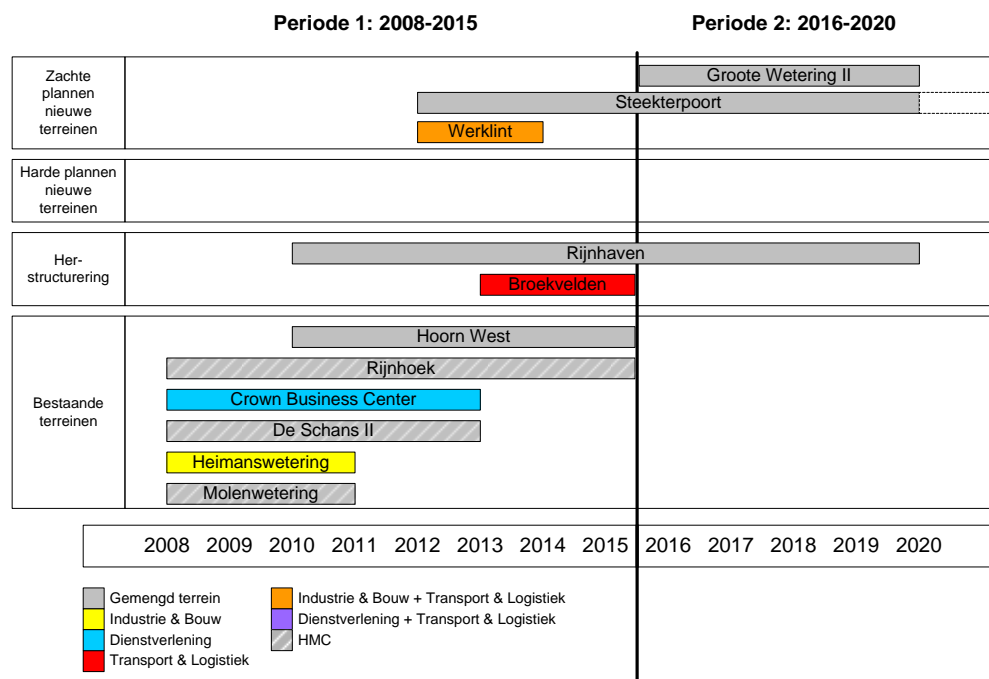 Periode 1: 2008-2015
Periode 2: 2016-2020
Zachte
plannen
nieuwe
terreinen
Groote Wetering II
Steekterpoort
Werklint
Harde plannen
nieuwe
terreinen
Her-
structurering
Rijnhaven
Broekvelden
Bestaande
terreinen
Hoorn West
Rijnhoek
Crown Business Center
De Schans II
Heimanswetering
Molenwetering
2008 2009 2010 2011 2012 2013 2014 2015 2016 2017 2018 2019 2020
Gemengd terrein
Industrie & Bouw
Dienstverlening
Transport & Logistiek
Industrie & Bouw + Transport & Logistiek
Dienstverlening + Transport & Logistiek
HMC